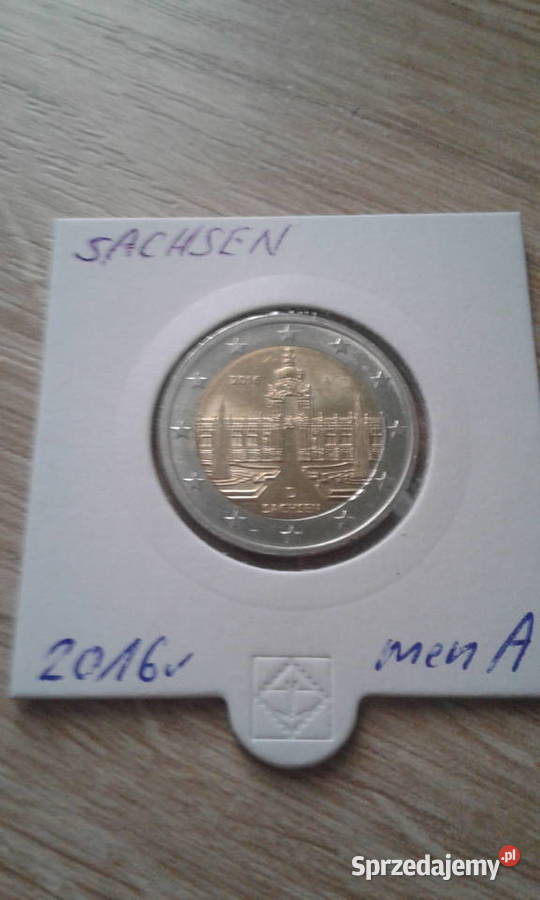 SACHSEN
2016
D
SACHSEN
2016r men A
Sprzedajemy.pl